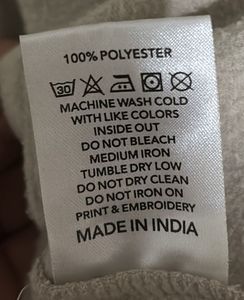 100% POLYESTER
30
MACHINE WASH COLD
WITH LIKE COLORS
INSIDE OUT
DO NOT BLEACH
MEDIUM IRON
TUMBLE DRY LOW
DO NOT DRY CLEAN
DO NOT IRON ON
PRINT & EMBROIDERY
MADE IN INDIA